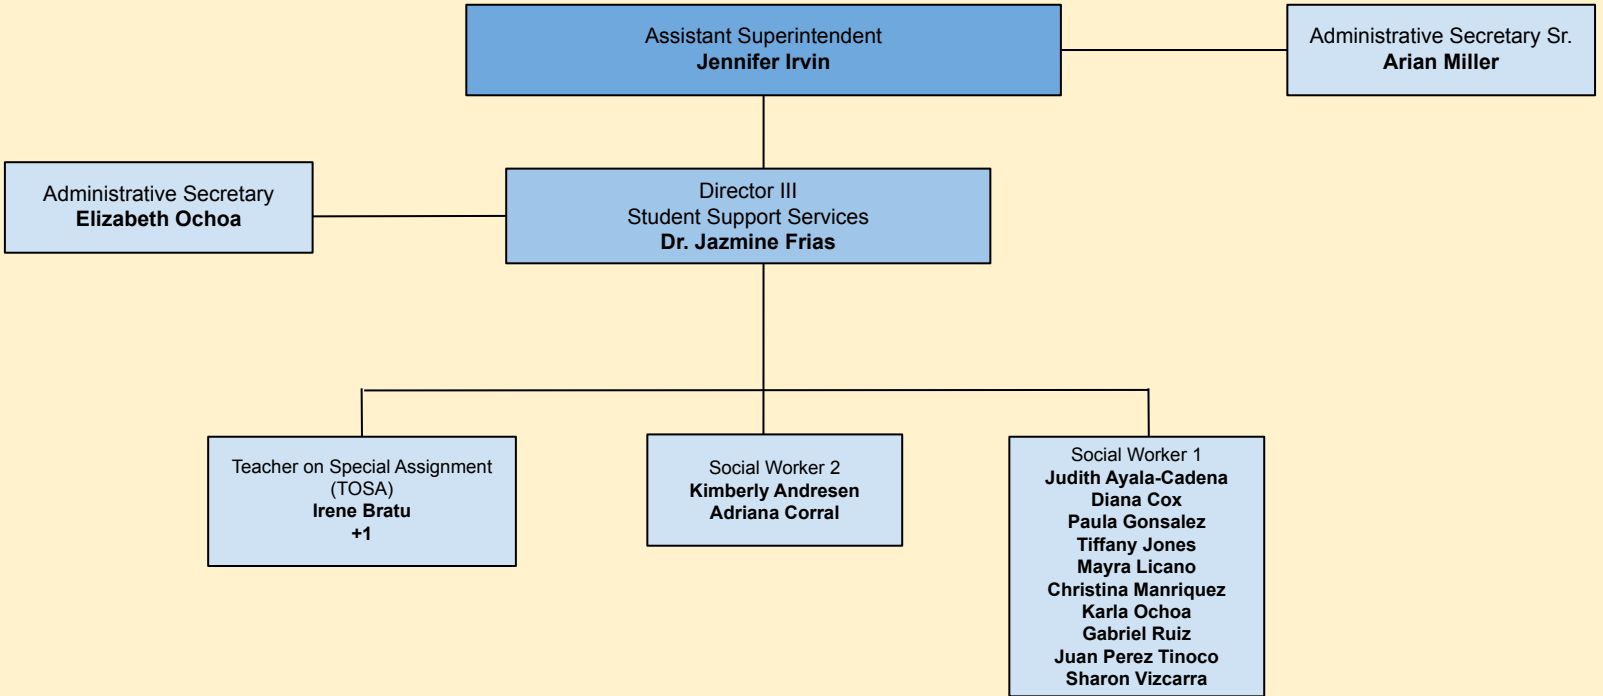 Assistant Superintendent
Jennifer Irvin
Administrative Secretary Sr.
Arian Miller
Administrative Secretary
Elizabeth Ochoa
Director III
Student Support Services
Dr. Jazmine Frias
Teacher on Special Assignment
(TOSA)
Irene Bratu
+1
Social Worker 2
Kimberly Andresen
Adriana Corral
Social Worker 1
Judith Ayala-Cadena
Diana Cox
Paula Gonsalez
Tiffany Jones
Mayra Licano
Christina Manriquez
Karla Ochoa
Gabriel Ruiz
Juan Perez Tinoco
Sharon Vizcarra